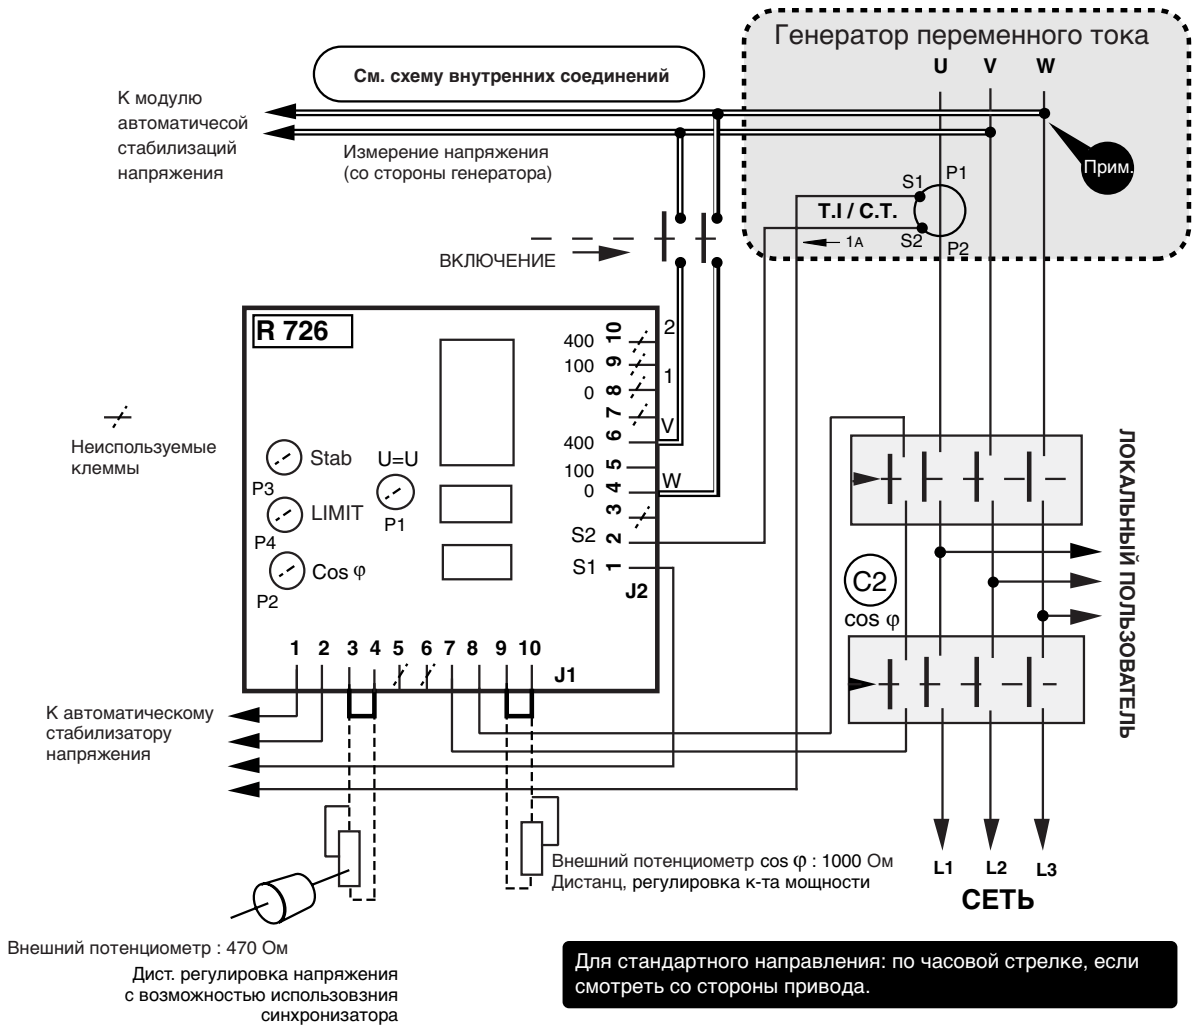 Генератор переменного тока
U V W
См. схему внутренних соединений
К модулю
автоматичесой
стабилизаций
напряжения
Измерение напряжения
(со стороны генератора)
Прим.
S1 P1
T.I / C.T.
S2 P2
1A
ВКЛЮЧЕНИЕ
R 726
400 10 2
100 9
0 8 1
7
400 6 V
100 5
0 4 W
3
S2 2
S1 1
J2
Неиспользуемые
клеммы
Stab
P3
U=U
P1
LIMIT
P4
Cos φ
P2
ЛОКАЛЬНЫЙ ПОЛЬЗОВАТЕЛЬ
C2
cos φ
1 2 3 4 5 6 7 8 9 10
J1
К автоматическому
стабилизатору
напряжения
Внешний потенциометр cos φ : 1000 Ом
Дистанц, регулировка к-та мощности
L1 L2 L3
СЕТЬ
Внешний потенциометр : 470 Ом
Дист. регулировка напряжения
с возможностью использовзния
синхронизатора
Для стандартного направления: по часовой стрелке, если
смотреть со стороны привода.